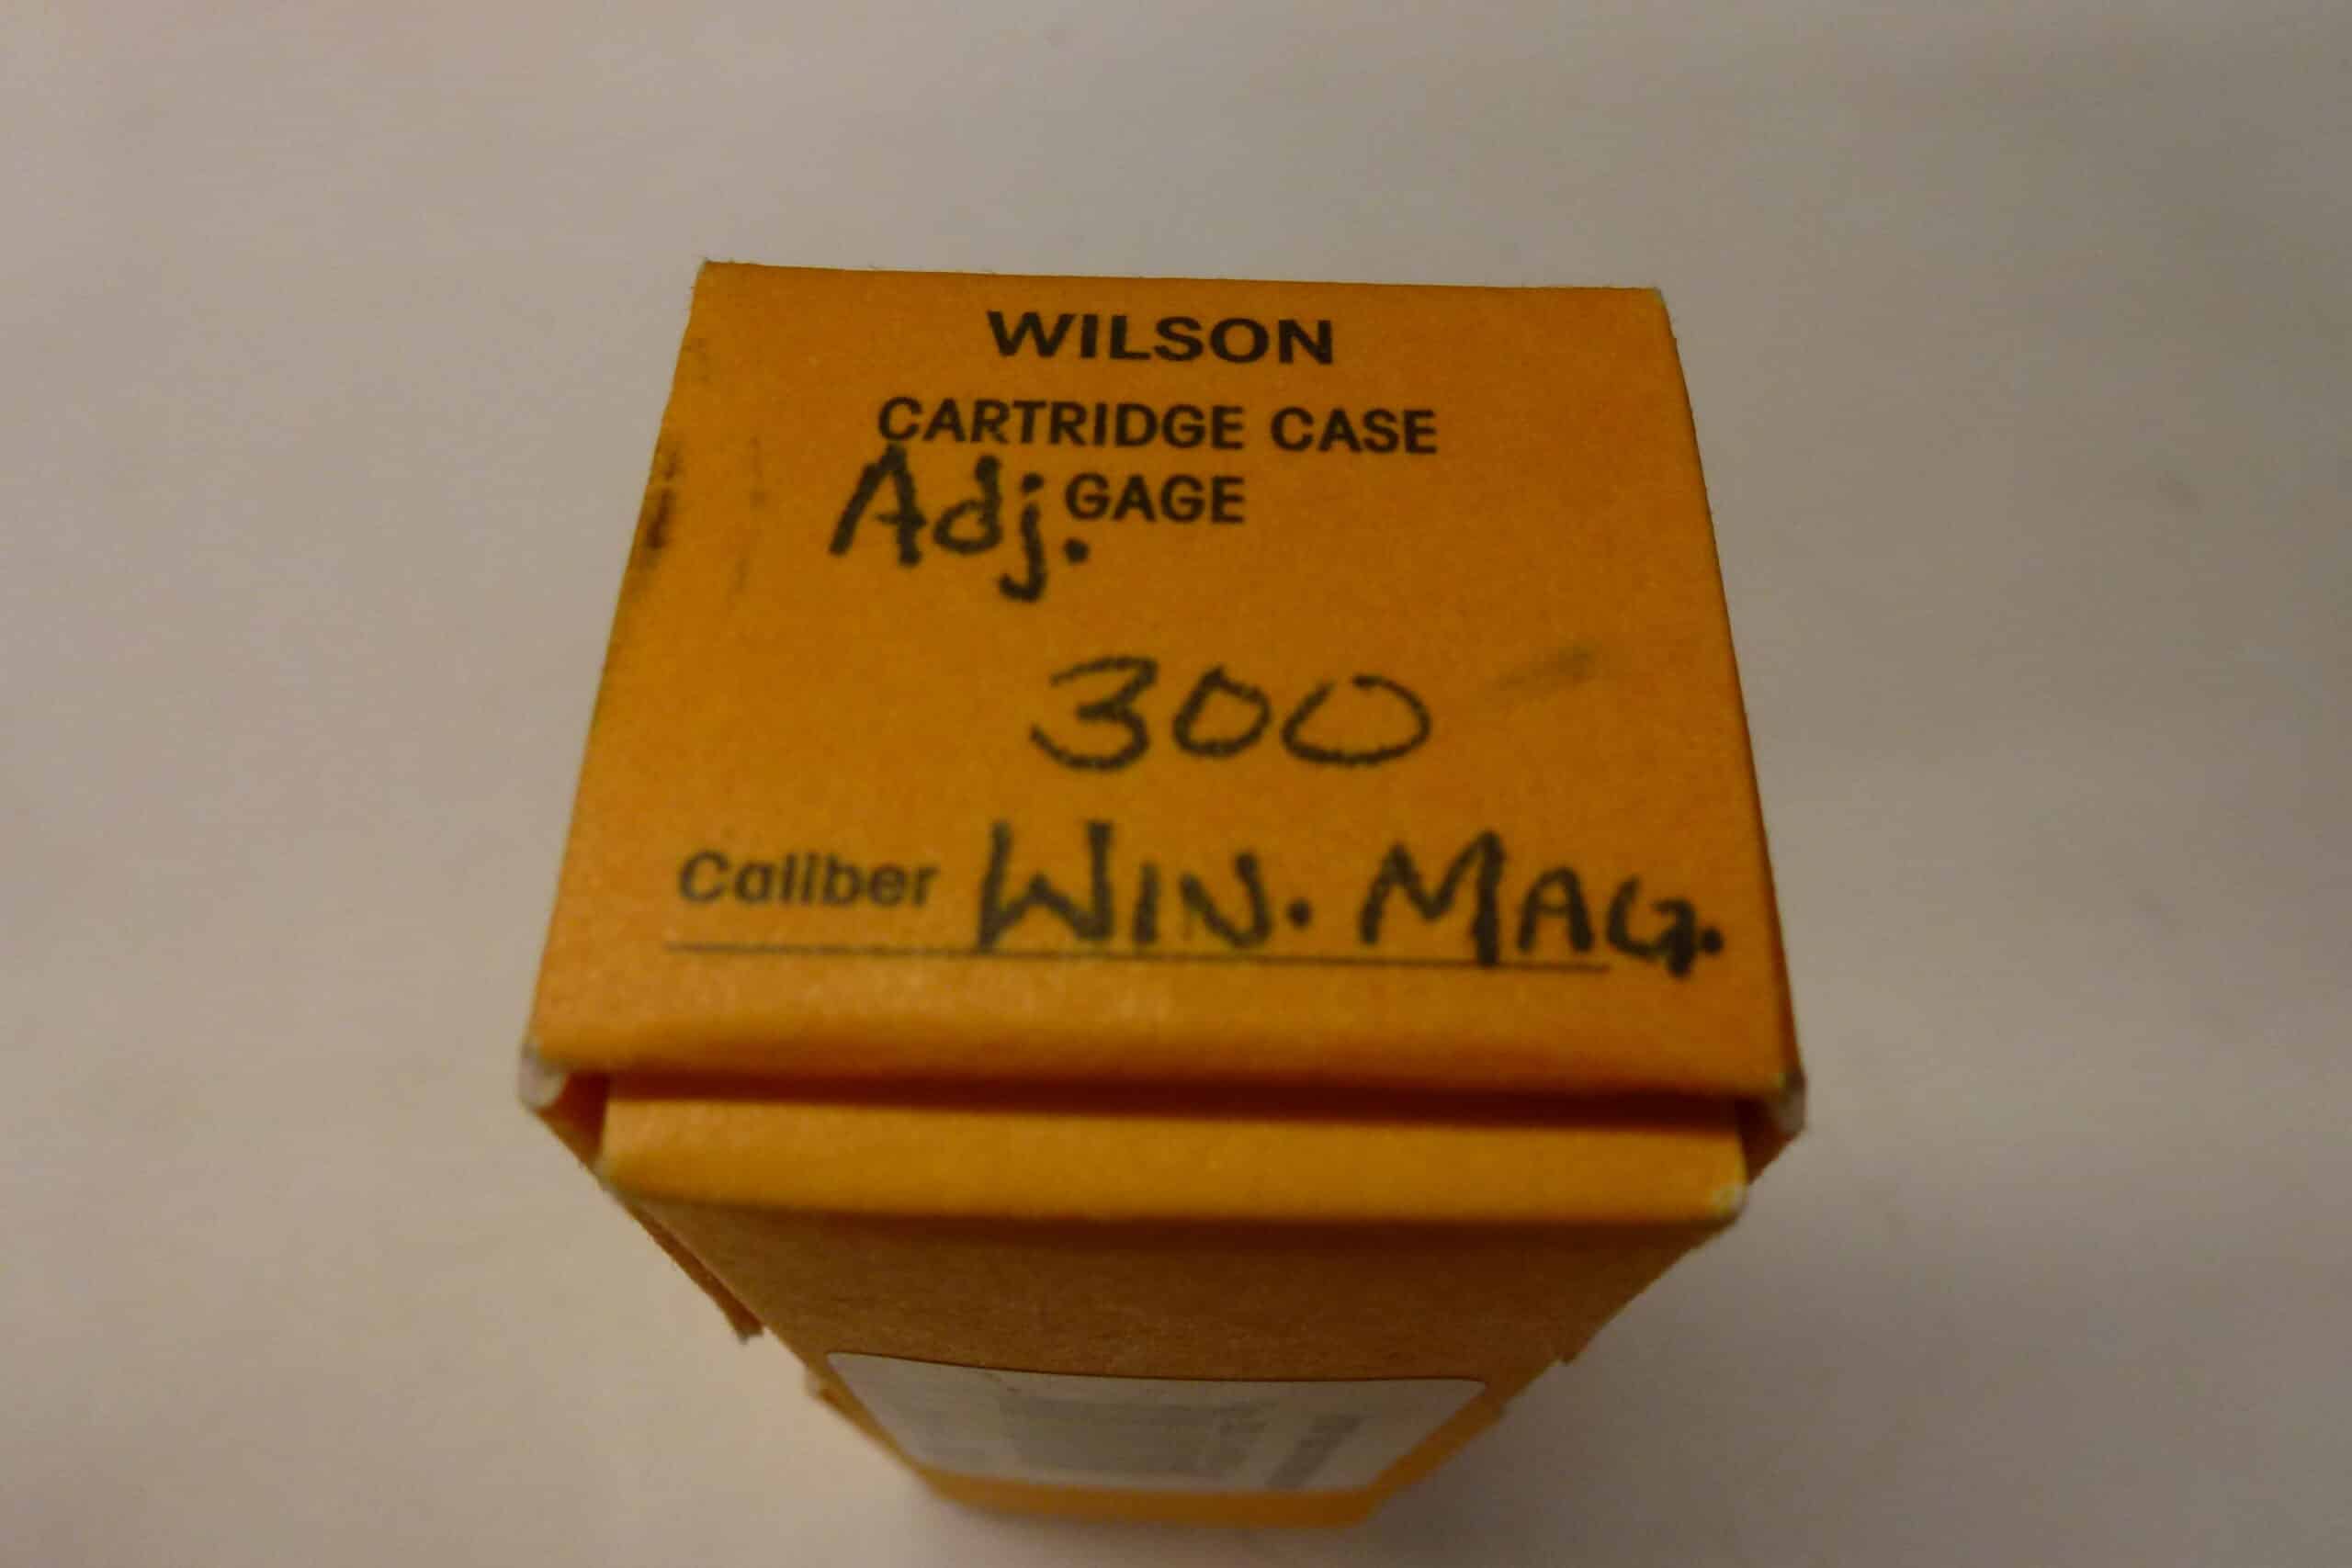 WILSON
CARTRIDGE CASE
Adj. GAGE
300
Caliber WIN. MAG.